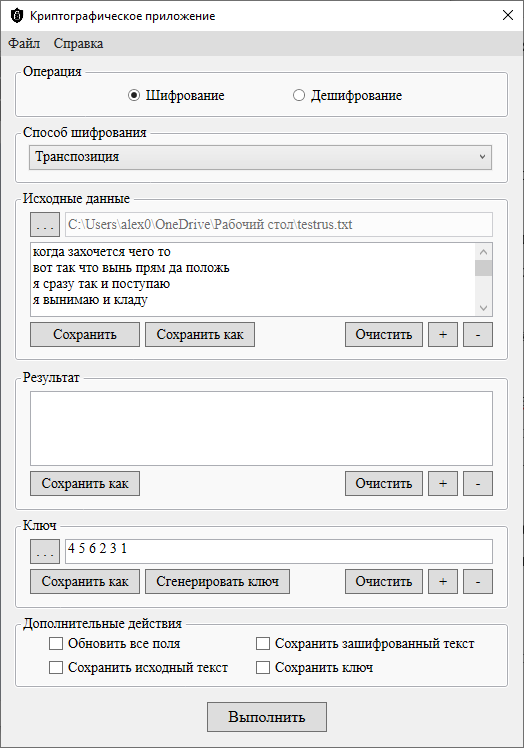 Криптографическое приложение
Файл Справка
Операция
Шифрование Дешифрование
Способ шифрования
Транспозиция
Исходные данные
. . . C:\Users\alex0\OneDrive\Рабочий стол\testrus.txt
когда захочется чего то
вот так что вынь прям да положь
я сразу так и поступаю
я вынимаю и кладу
Сохранить Сохранить как Очистить + -
Результат
Сохранить как Очистить + -
Ключ
. . . 4 5 6 2 3 1
Сохранить как Сгенерировать ключ Очистить + -
Дополнительные действия
Обновить все поля Сохранить зашифрованный текст
Сохранить исходный текст Сохранить ключ
Выполнить